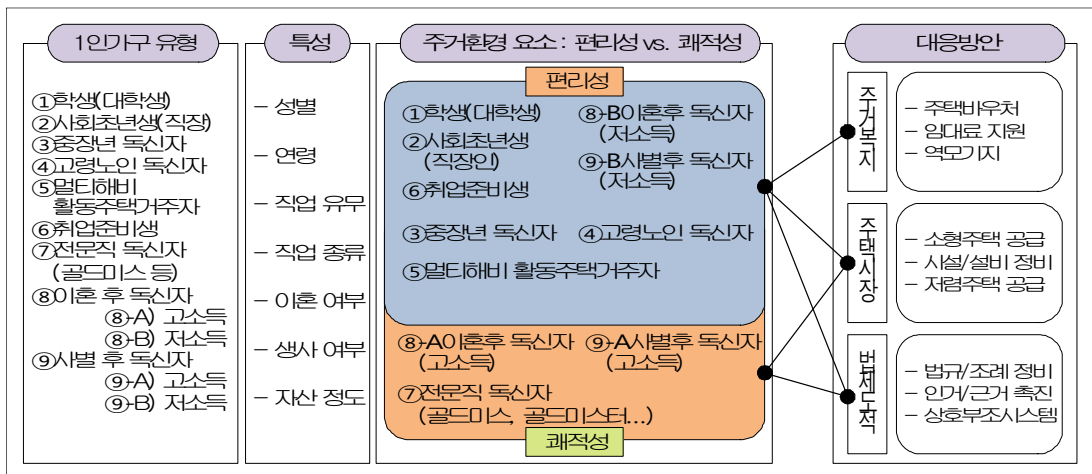 1인가구 유형
①학생(대학생)
②사회초년생(직장)
③중장년 독신자
④고령노인 독신자
⑤멀티해비
활동주택거주자
⑥취업준비생
⑦전문직 독신자
(골드미스 등)
⑧이혼 후 독신자
⑧-A) 고소득
⑧-B) 저소득
⑨사별 후 독신자
⑨-A) 고소득
⑨-B) 저소득
특성
- 성별
- 연령
- 직업 유무
- 직업 종류
- 이혼 여부
- 생사 여부
- 자산 정도
주거환경 요소 : 편리성 vs. 쾌적성
편리성
①학생(대학생)
②사회초년생
(직장인)
⑥취업준비생
⑧-B이혼후 독신자
(저소득)
⑨-B사별후 독신자
(저소득)
③중장년 독신자 ④고령노인 독신자
⑤멀티해비 활동주택거주자
⑧-A이혼후 독신자
(고소득)
⑨-A사별후 독신자
(고소득)
⑦전문직 독신자
(골드미스, 골드미스터...)
쾌적성
대응방안
주거복지
- 주택바우처
- 임대료 지원
- 역모기지
주택시장
- 소형주택 공급
- 시설/설비 정비
- 저렴주택 공급
법제도적
- 법규/조례 정비
- 인거/근거 촉진
- 상호부조시스템